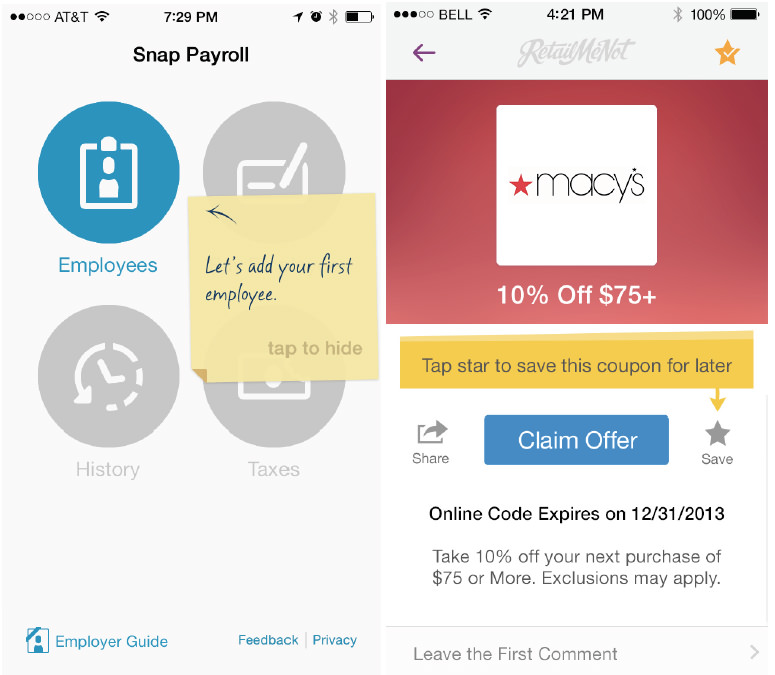 AT&T 7:29 PM
Snap Payroll
Employees
Let's add your first
employee.
tap to hide
History
Taxes
Employer Guide
Feedback | Privacy
BELL 4:21 PM 100%
RetailMeNot
macy's
10% Off $75+
Tap star to save this coupon for later
Share
Claim Offer
Save
Online Code Expires on 12/31/2013
Take 10% off your next purchase of
$75 or More. Exclusions may apply.
Leave the First Comment